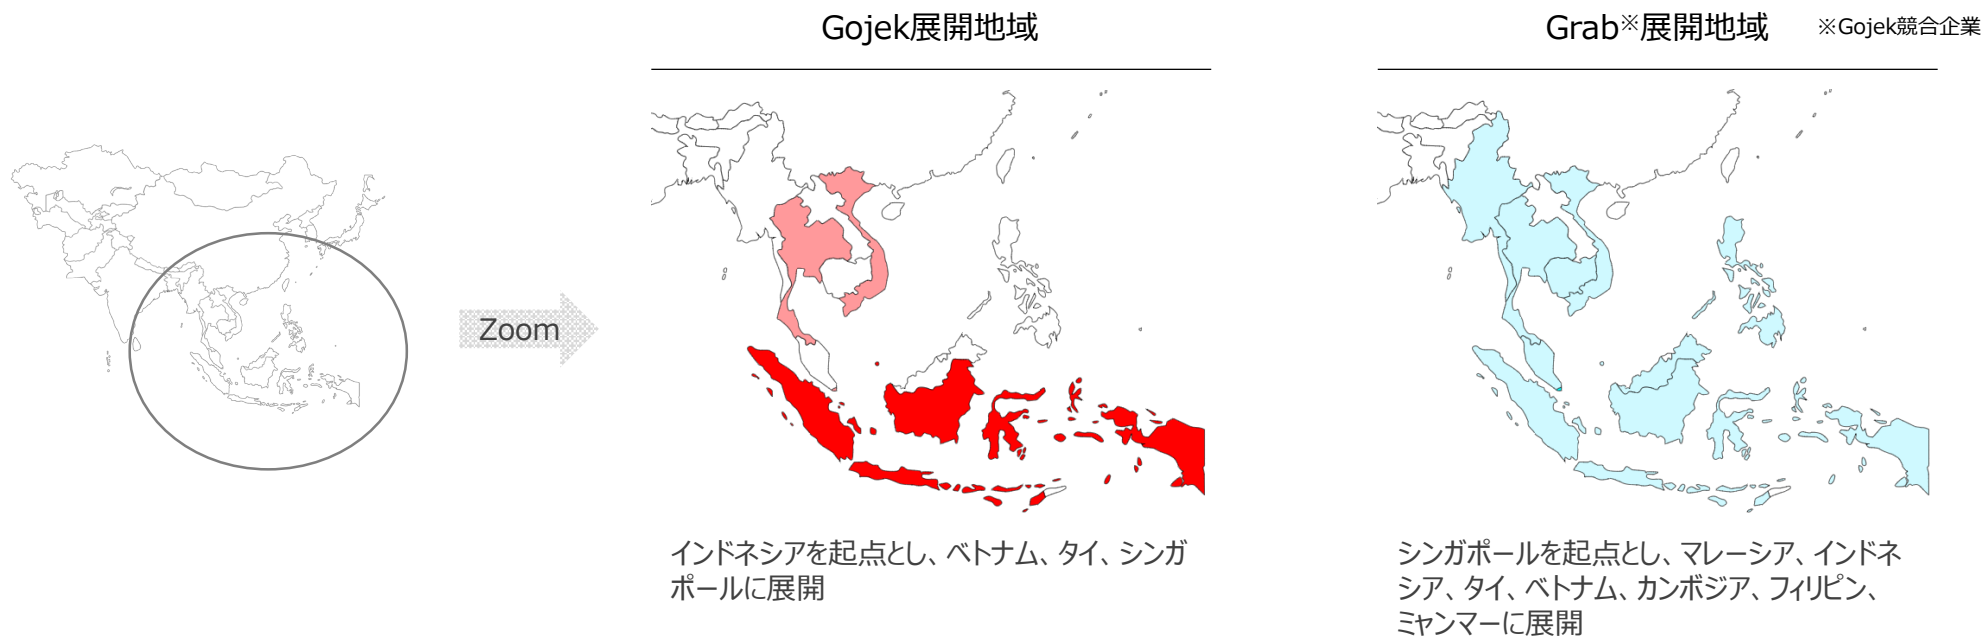 Gojek展開地域
Grab※展開地域
※Gojek競合企業
Zoom
インドネシアを起点とし、ベトナム、タイ、シンガ
ポールに展開
シンガポールを起点とし、マレーシア、インドネ
シア、タイ、ベトナム、カンボジア、フィリピン、
ミャンマーに展開